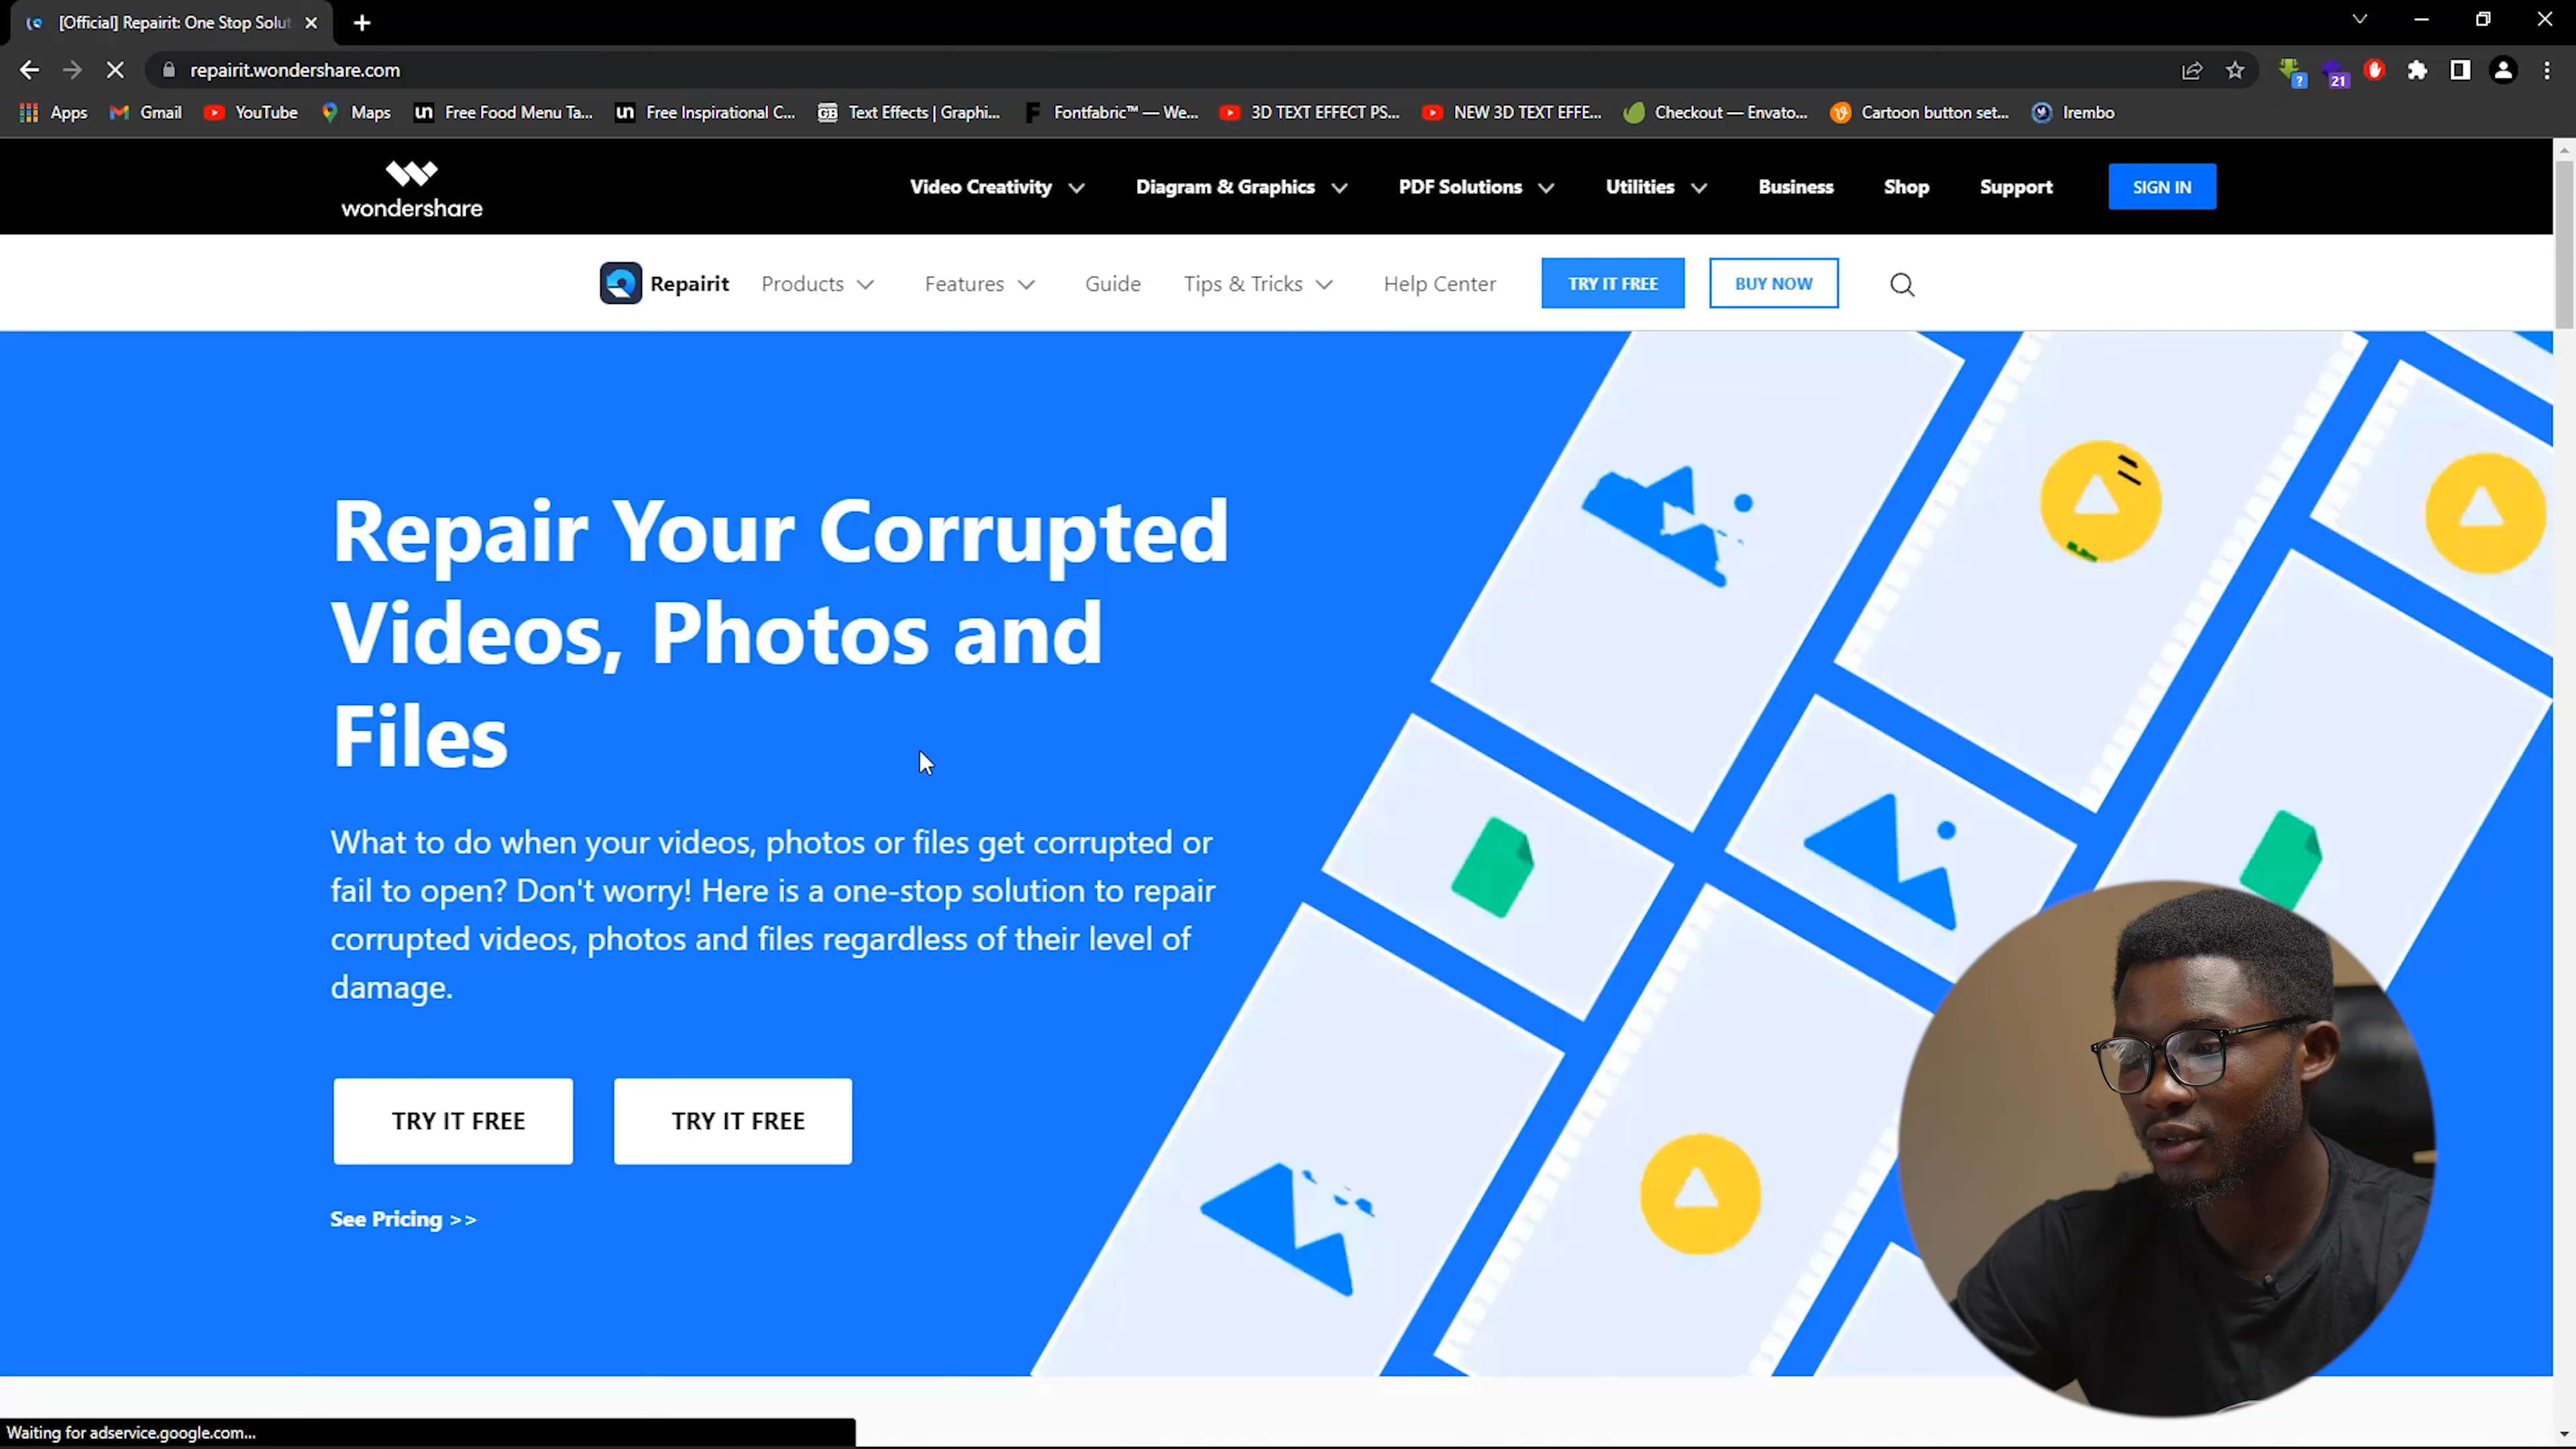 [Official] Repairit: One Stop Solut
repairit.wondershare.com
? 21
Apps Gmail YouTube Maps un Free Food Menu Ta... un Free Inspirational C... GB Text Effects | Graphi... F Fontfabric™ — We... 3D TEXT EFFECT PS... NEW 3D TEXT EFFE... Checkout — Envato... Cartoon button set... Irembo
wondershare
Video Creativity Diagram & Graphics PDF Solutions Utilities Business Shop Support SIGN IN
Repairit Products Features Guide Tips & Tricks Help Center TRY IT FREE BUY NOW
Repair Your Corrupted
Videos, Photos and
Files
What to do when your videos, photos or files get corrupted or
fail to open? Don't worry! Here is a one-stop solution to repair
corrupted videos, photos and files regardless of their level of
damage.
TRY IT FREE TRY IT FREE
See Pricing >>
Waiting for adservice.google.com...